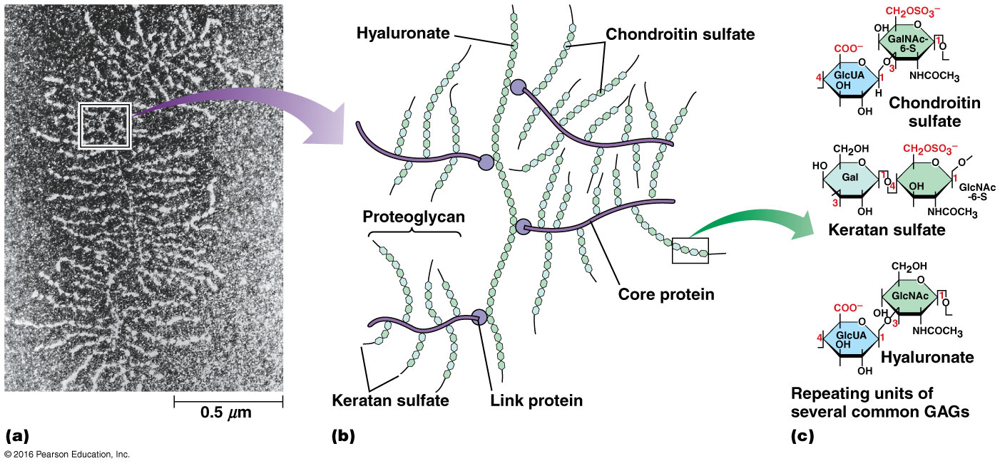 (a)
0.5 μm
© 2016 Pearson Education, Inc.
(b)
Hyaluronate
Chondroitin sulfate
Proteoglycan
Core protein
Keratan sulfate
Link protein
(c)
CH₂OSO₃⁻
OH
O
GalNAc-
6-S
1
O
COO⁻
O
3
NHCOCH₃
4
GlcUA
O
OH
1
H
OH
Chondroitin
sulfate
CH₂OH
CH₂OSO₃⁻
HO
O
O
O
Gal
1
O
4
OH
1
GlcNAc
-6-S
3
OH
NHCOCH₃
Keratan sulfate
CH₂OH
O
GlcNAc
1
O
COO⁻
OH
O
3
NHCOCH₃
4
GlcUA
O
OH
1
OH
Hyaluronate
Repeating units of
several common GAGs